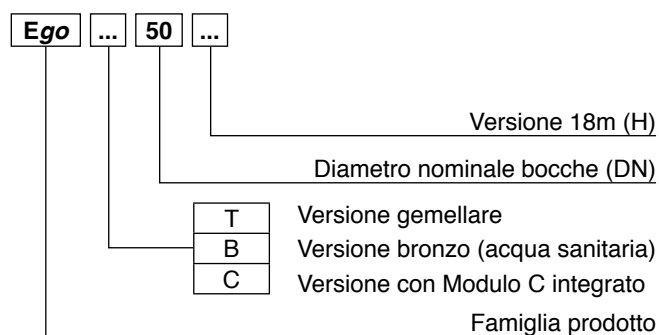 Ego ... 50 ...
Versione 18m (H)
Diametro nominale bocche (DN)
T Versione gemellare
B Versione bronzo (acqua sanitaria)
C Versione con Modulo C integrato
Famiglia prodotto